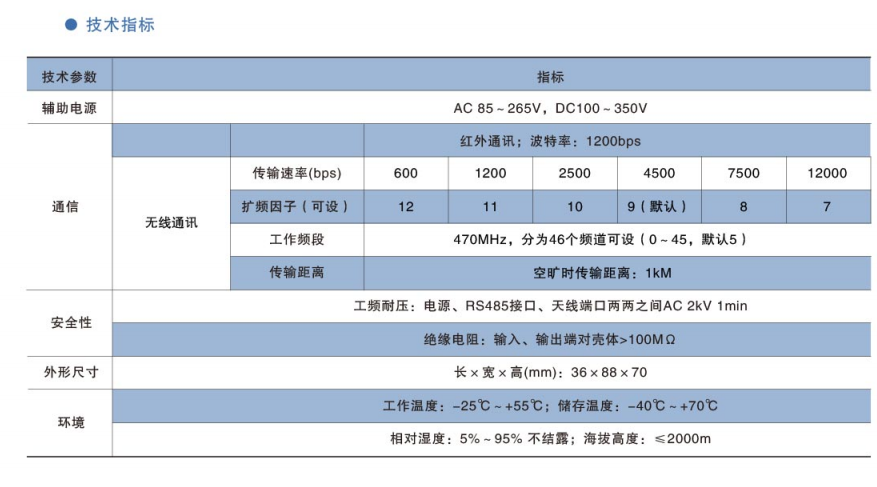 ● 技术指标
技术参数 指标
辅助电源 AC 85~265V，DC100~350V
红外通讯；波特率：1200bps
传输速率(bps) 600 1200 2500 4500 7500 12000
通信 无线通讯 扩频因子（可设） 12 11 10 9（默认） 8 7
工作频段 470MHz，分为46个频道可设（0~45，默认5）
传输距离 空旷时传输距离：1kM
安全性 工频耐压：电源、RS485接口、天线端口两两之间AC 2kV 1min
绝缘电阻：输入、输出端对壳体>100MΩ
外形尺寸 长×宽×高(mm)：36×88×70
环境 工作温度：-25℃~+55℃；储存温度：-40℃~+70℃
相对湿度：5%~95% 不结露；海拔高度：≤2000m